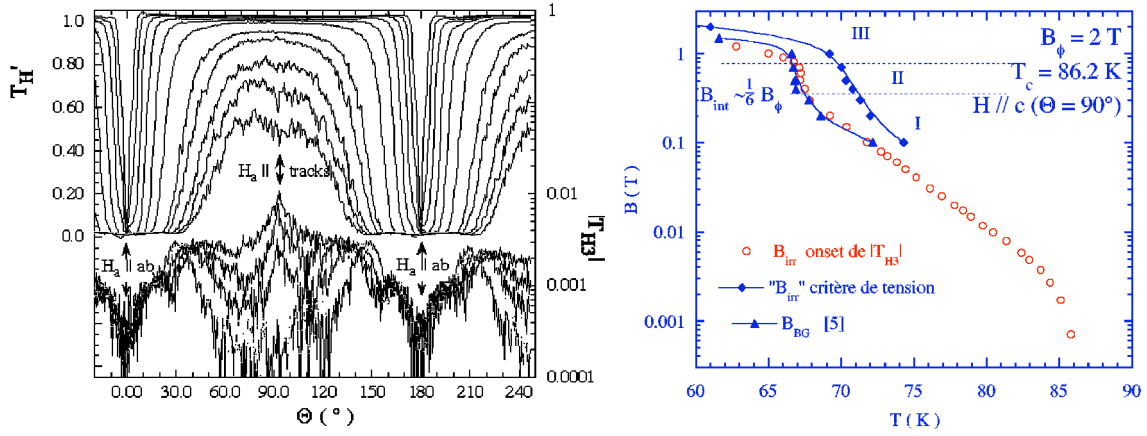 1.0
0.80
0.60
0.40
0.20
0.0
T_H'
1
0.1
0.01
0.001
0.0001
|T_H3|
H_a || tracks
H_a || ab
H_a || ab
0.00
30.0
60.0
90.0
120
150
180
210
240
Θ ( ° )
III
B_ϕ = 2 T
II
T_c = 86.2 K
B_int ~ 1/6 B_ϕ
H // c (Θ = 90°)
I
B_irr onset de |T_H3|
"B_irr" critère de tension
B_BG [5]
1
0.1
0.01
0.001
B ( T )
60
65
70
75
80
85
90
T ( K )